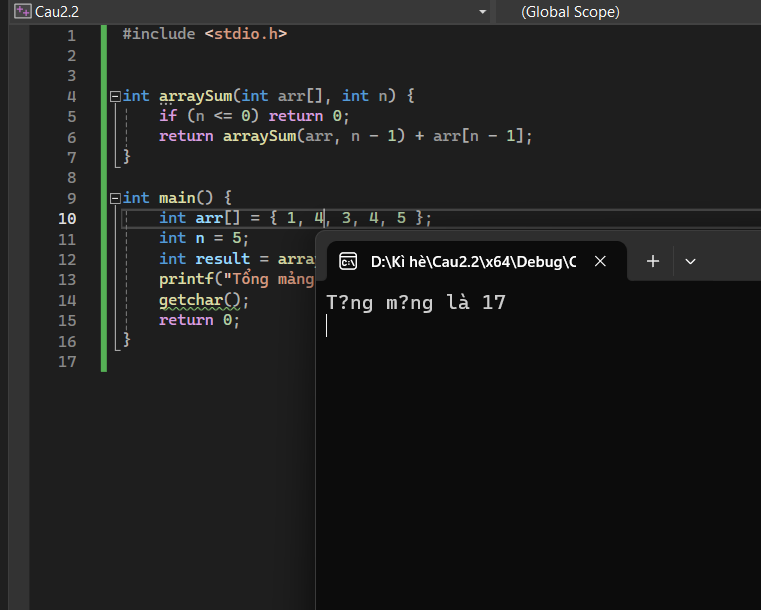 Cau2.2
(Global Scope)
1 #include <stdio.h>
2
3
4 int arraySum(int arr[], int n) {
5 if (n <= 0) return 0;
6 return arraySum(arr, n - 1) + arr[n - 1];
7 }
8
9 int main() {
10 int arr[] = { 1, 4, 3, 4, 5 };
11 int n = 5;
12 int result = arra
13 printf("Tổng mảng
14 getchar();
15 return 0;
16 }
17
D:\Kì hè\Cau2.2\x64\Debug\C
T?ng m?ng là 17